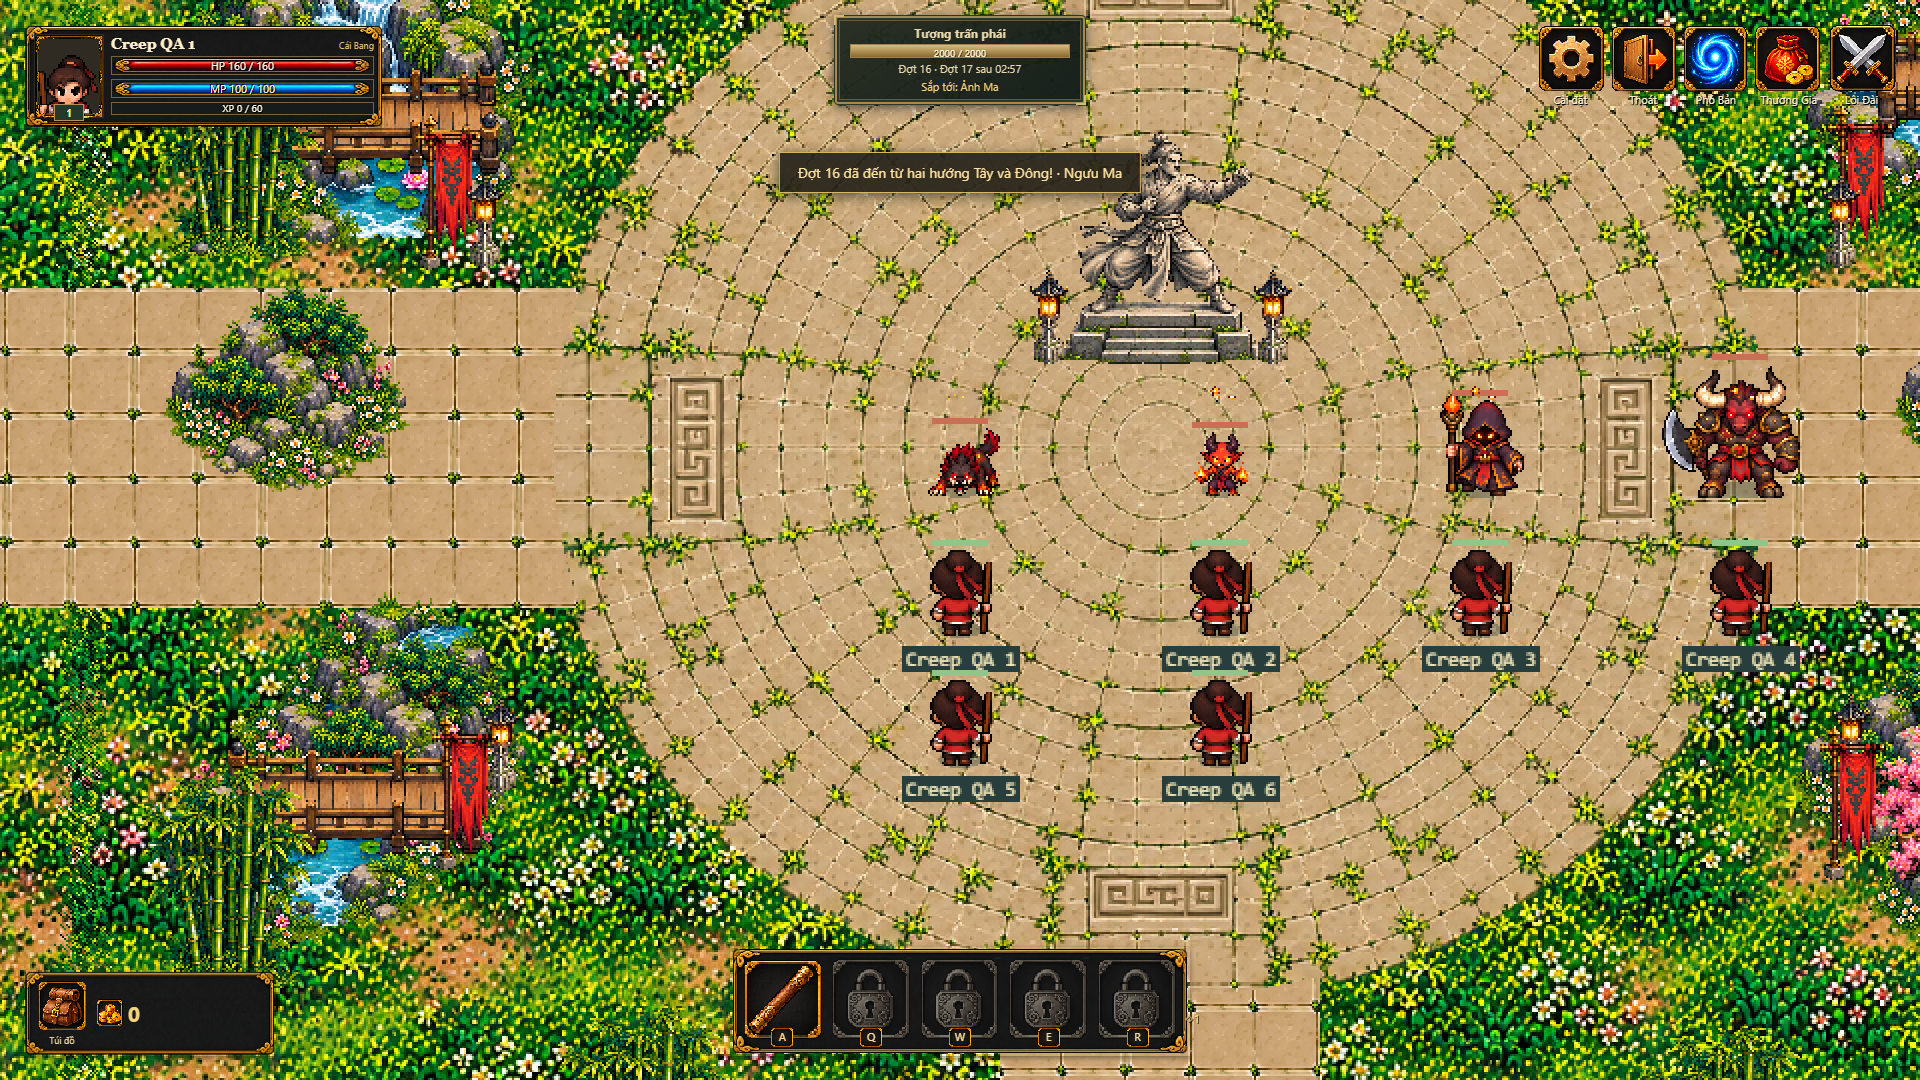 Creep QA 1
Cái Bang
HP 160 / 160
MP 100 / 100
XP 0 / 60
1
Tượng trấn phái
2000 / 2000
Đợt 16 · Đợt 17 sau 02:57
Sắp tới: Ảnh Ma
Cài đặt
Thoát
Phó Bản
Thương Gia
Lôi Đài
Đợt 16 đã đến từ hai hướng Tây và Đông! · Ngưu Ma
Creep QA 1
Creep QA 2
Creep QA 3
Creep QA 4
Creep QA 5
Creep QA 6
Túi đồ
0
A
Q
W
E
R